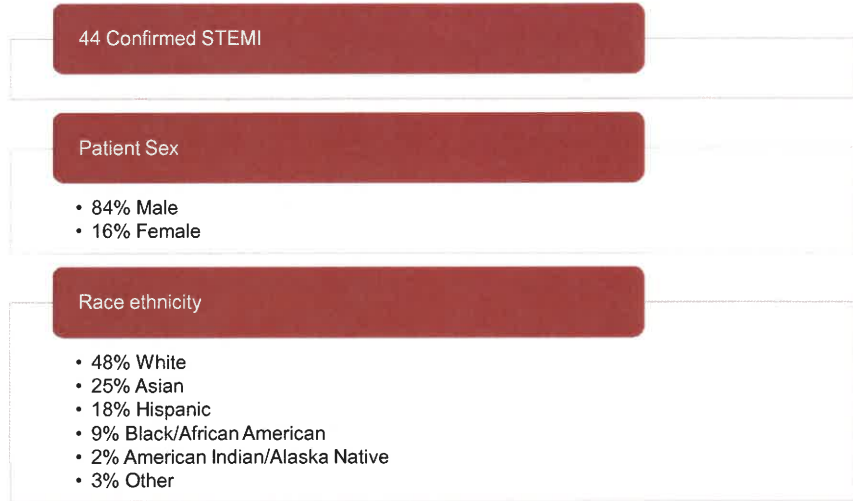 44 Confirmed STEMI
Patient Sex
• 84% Male
• 16% Female
Race ethnicity
• 48% White
• 25% Asian
• 18% Hispanic
• 9% Black/African American
• 2% American Indian/Alaska Native
• 3% Other